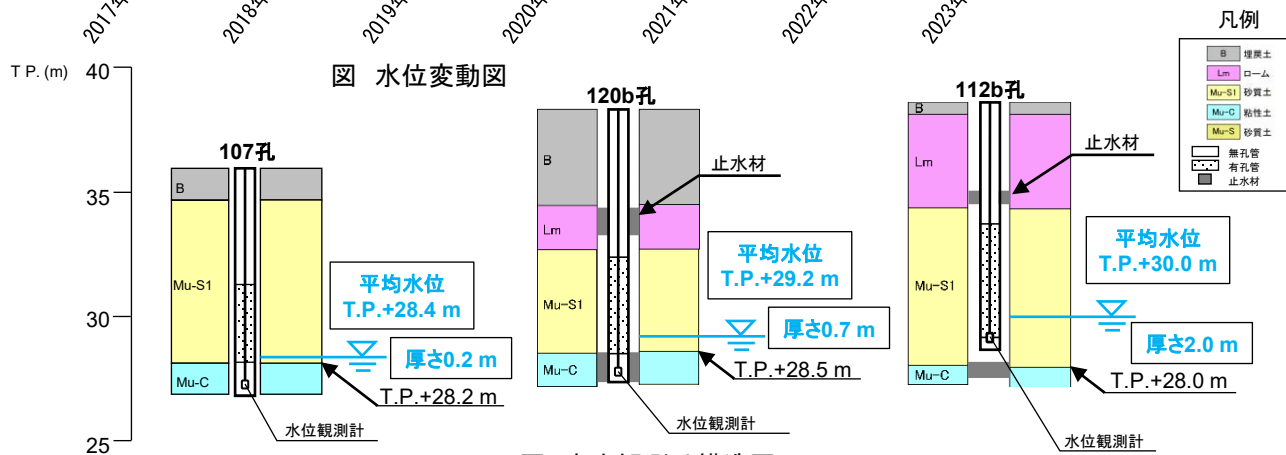 2017年
2018年
2019年
2020年
2021年
2022年
2023年
T P. (m)
40
35
30
25
図 水位変動図
凡例
B 埋戻土
Lm ローム
Mu-S1 砂質土
Mu-C 粘性土
Mu-S 砂質土
無孔管
有孔管
止水材
107孔
B
Mu-S1
Mu-C
平均水位
T.P.+28.4 m
厚さ0.2 m
T.P.+28.2 m
水位観測計
120b孔
B
Lm
Mu-S1
Mu-C
止水材
平均水位
T.P.+29.2 m
厚さ0.7 m
T.P.+28.5 m
水位観測計
112b孔
B
Lm
Mu-S1
Mu-C
止水材
平均水位
T.P.+30.0 m
厚さ2.0 m
T.P.+28.0 m
水位観測計